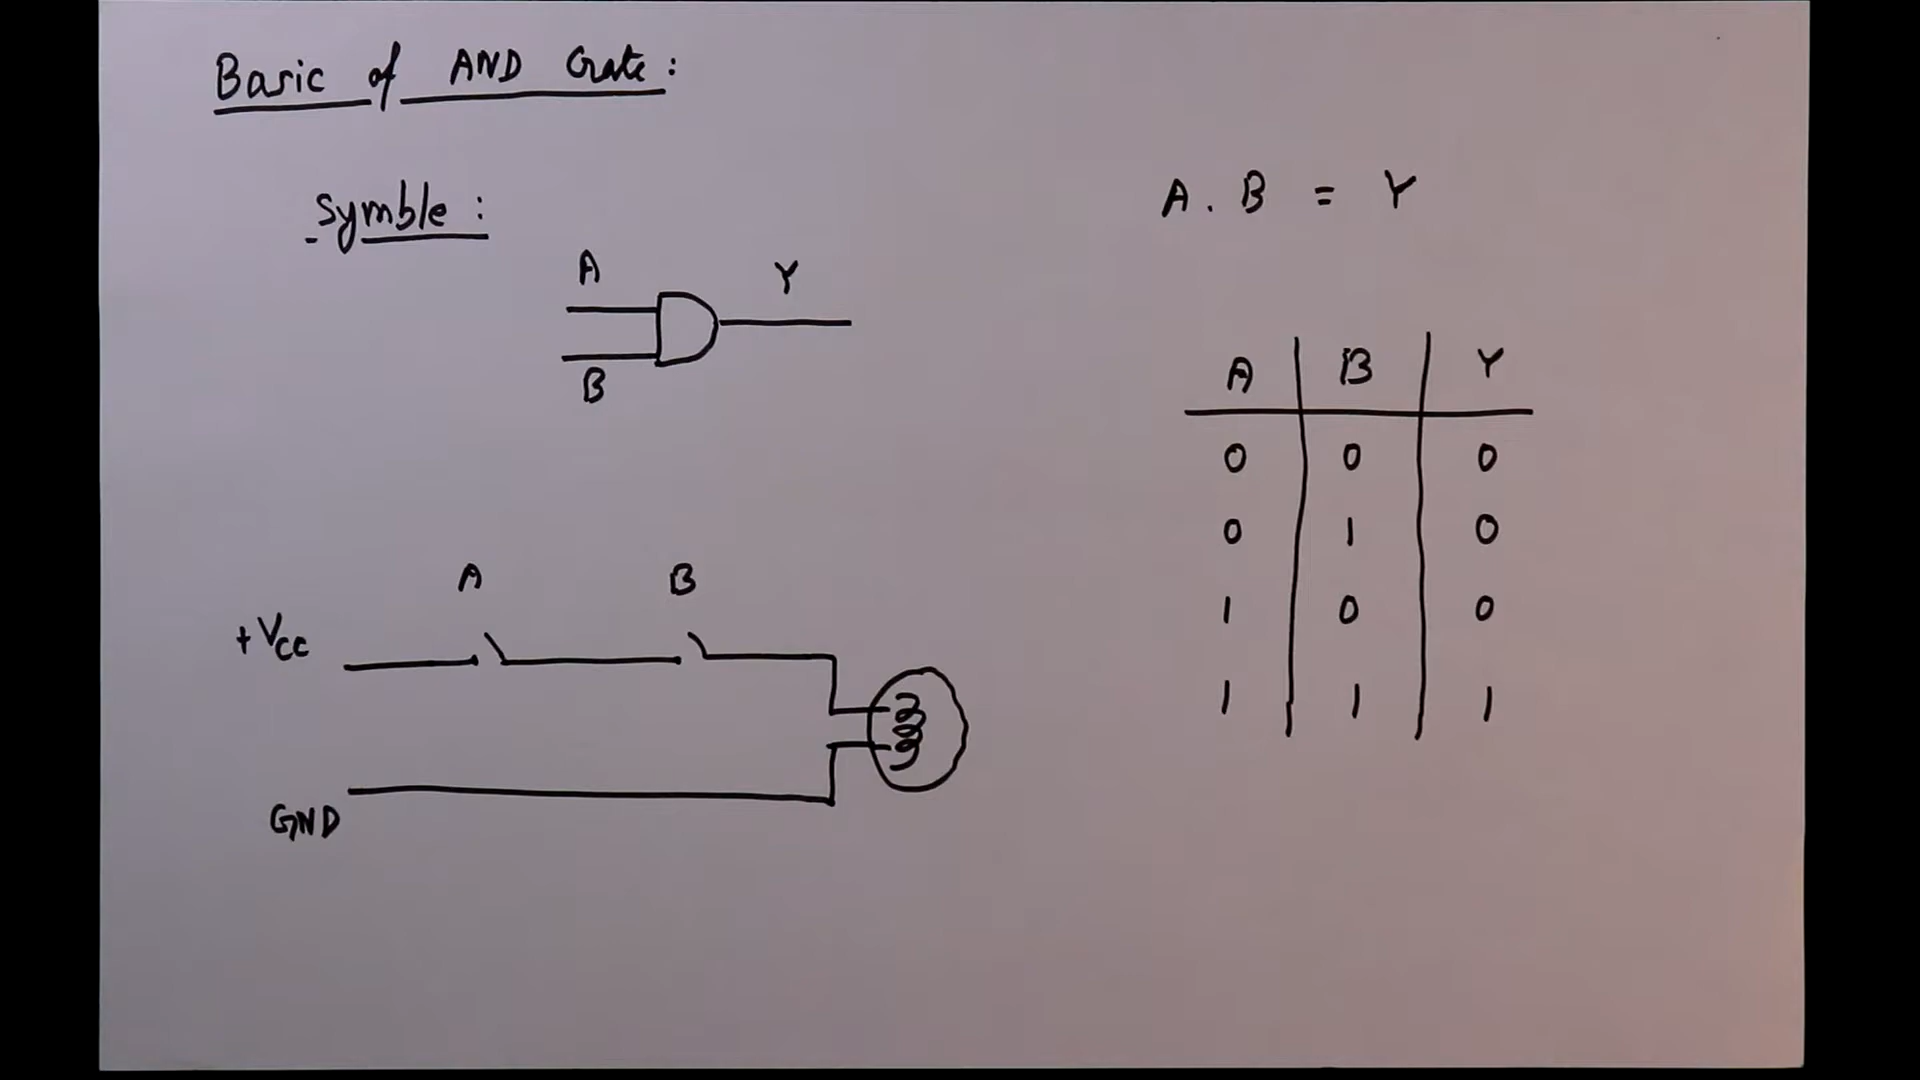 Basic of AND Gate:
Symble:
A Y
B
A B
+Vcc
GND
A . B = Y
A B Y
0 0 0
0 1 0
1 0 0
1 1 1